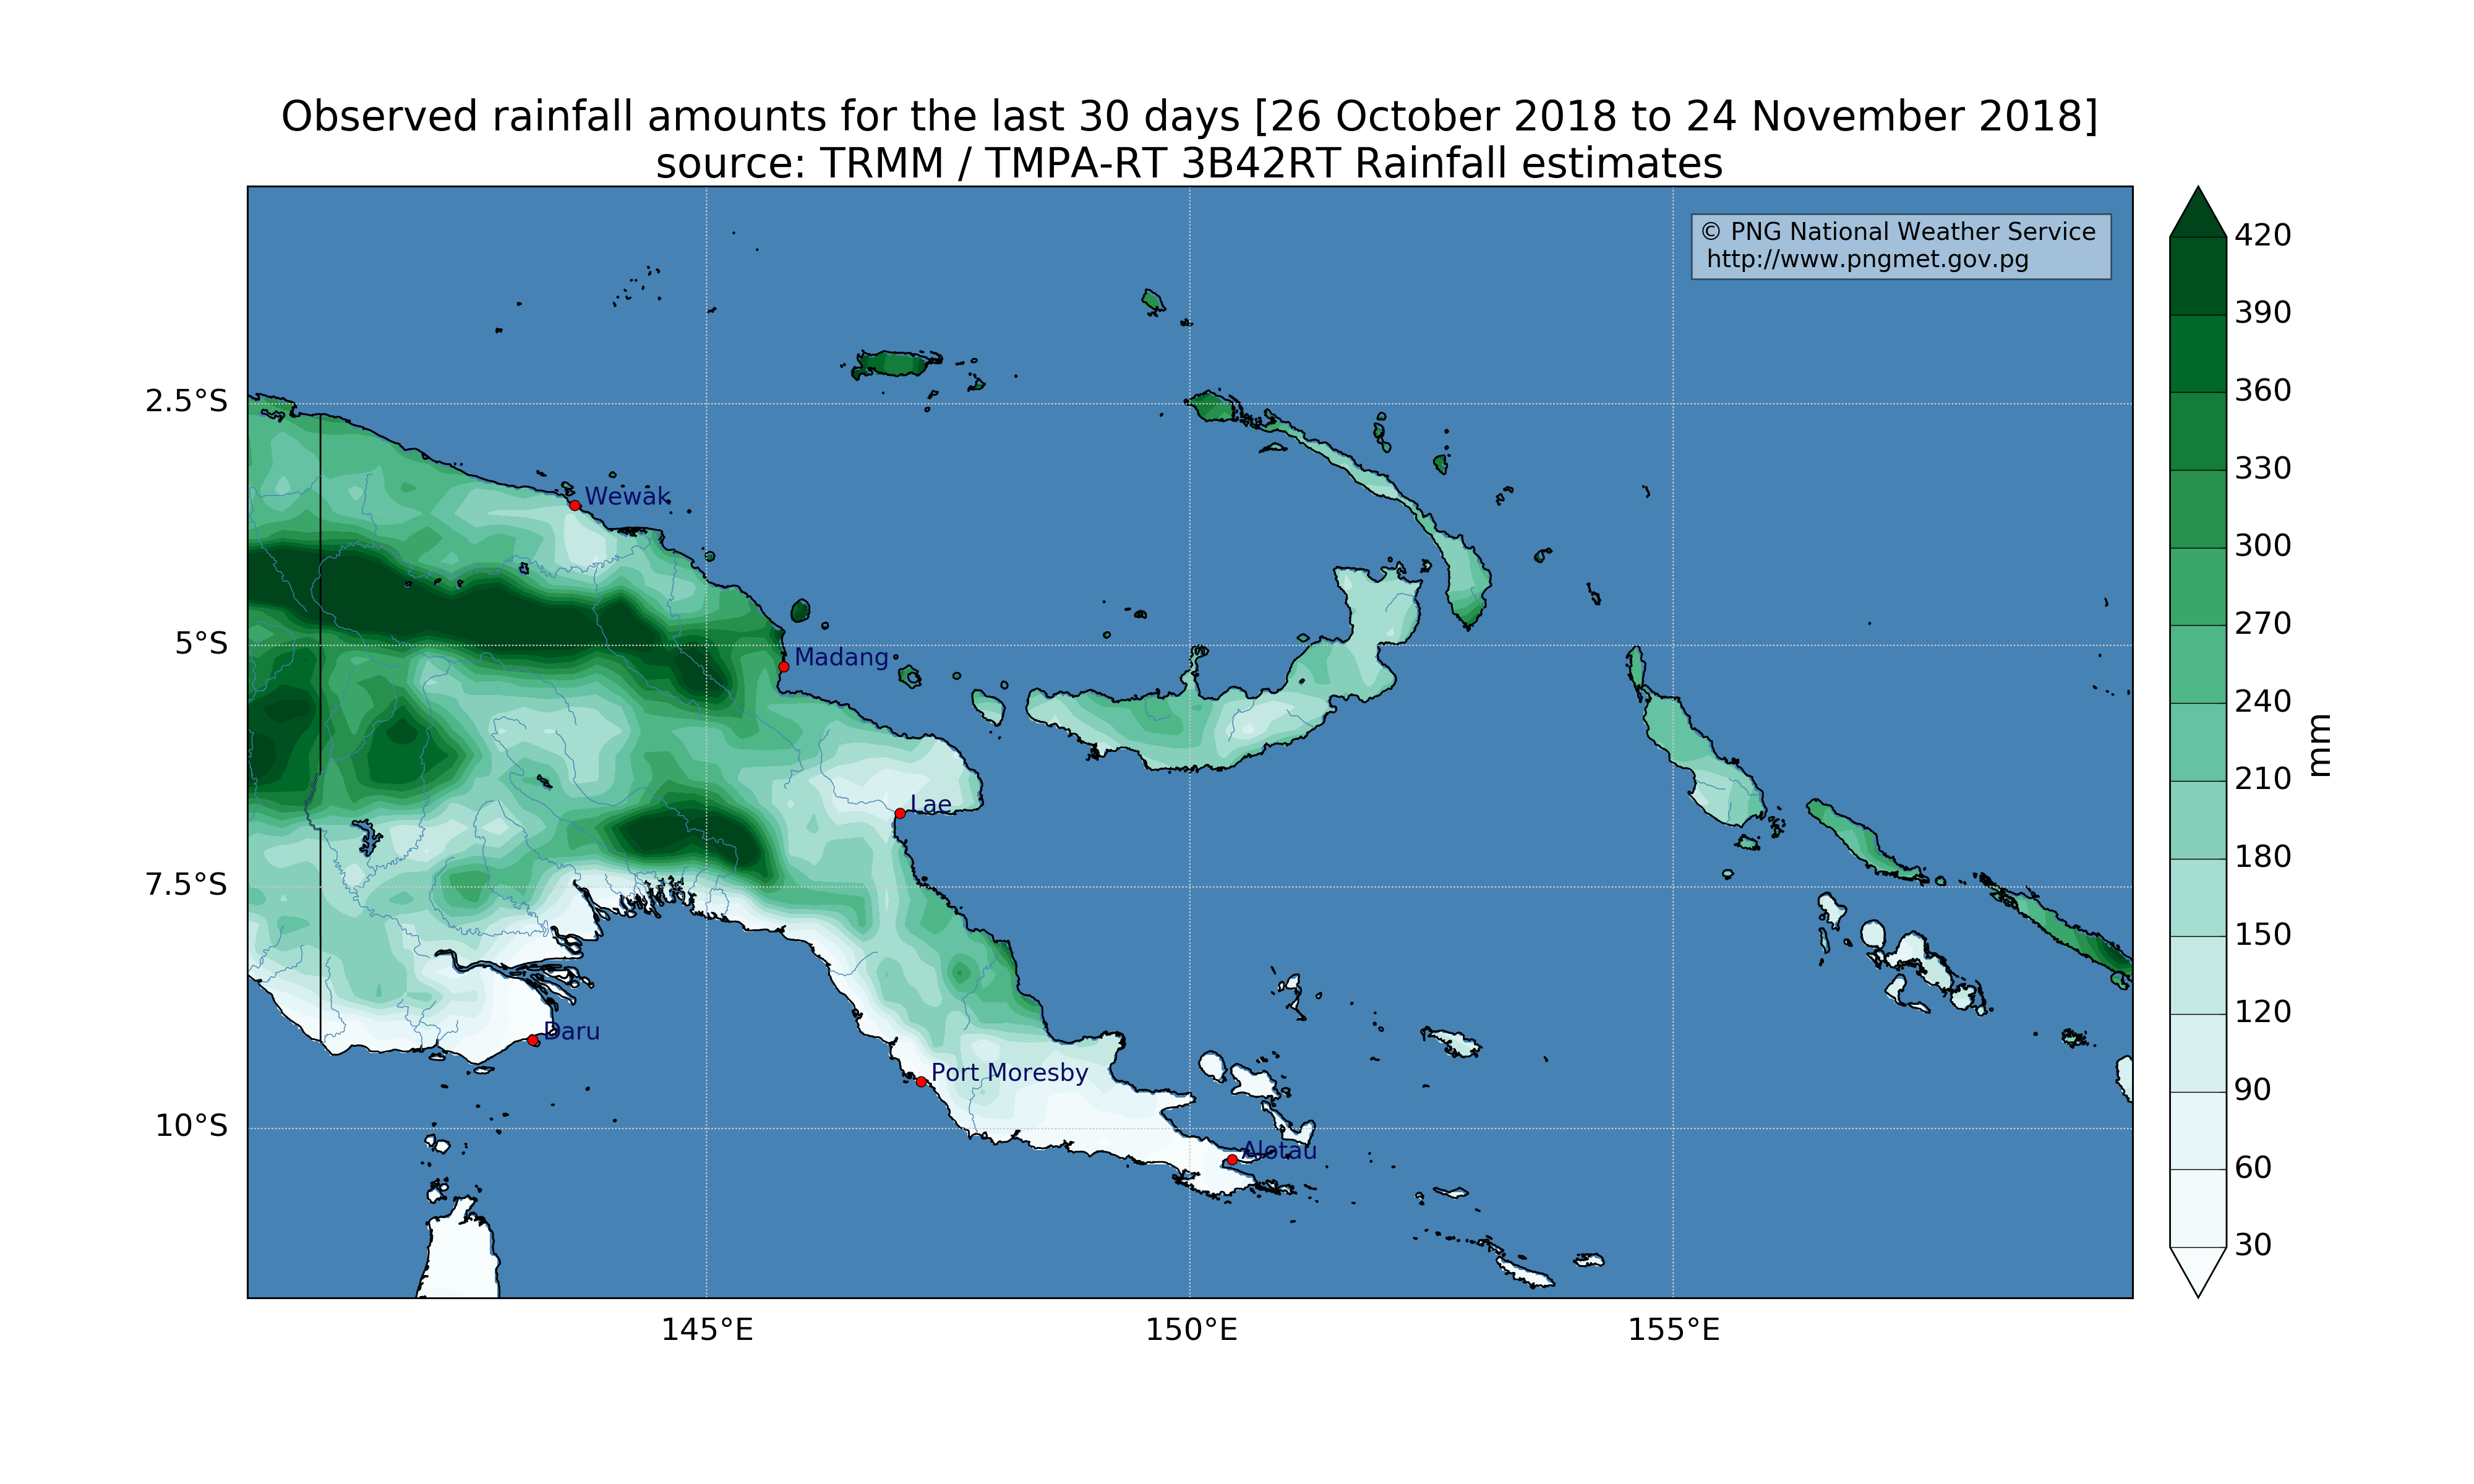 Observed rainfall amounts for the last 30 days [26 October 2018 to 24 November 2018]
source: TRMM / TMPA-RT 3B42RT Rainfall estimates
© PNG National Weather Service
http://www.pngmet.gov.pg
2.5°S
5°S
7.5°S
10°S
Wewak
Madang
Lae
Daru
Port Moresby
Alotau
145°E
150°E
155°E
420
390
360
330
300
270
240
210
180
150
120
90
60
30
mm